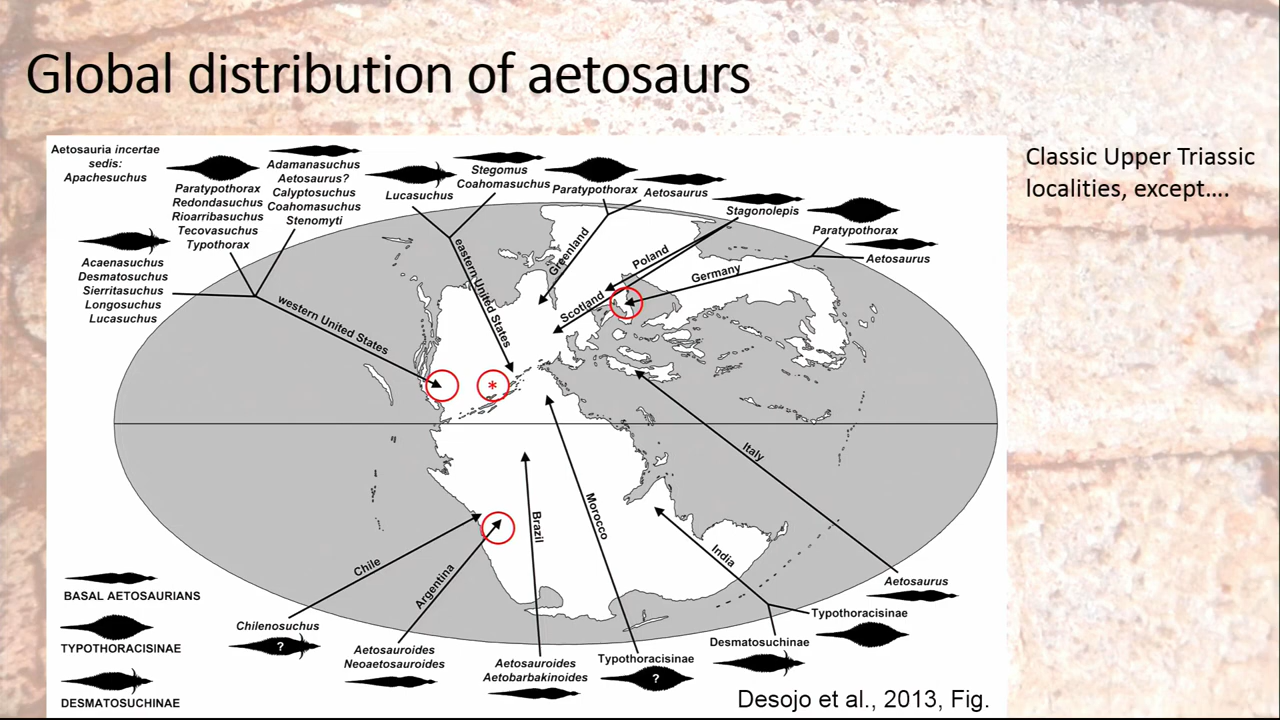 Global distribution of aetosaurs
Classic Upper Triassic
localities, except....
Aetosauria incertae
sedis:
Apachesuchus
Paratypothorax
Redondasuchus
Rioarribasuchus
Tecovasuchus
Typothorax
Adamanasuchus
Aetosaurus?
Calyptosuchus
Coahomasuchus
Stenomyti
Acaenasuchus
Desmatosuchus
Sierritasuchus
Longosuchus
Lucasuchus
western United States
Lucasuchus
Stegomus
Coahomasuchus
eastern United States
Paratypothorax
Aetosaurus
Greenland
Stagonolepis
Poland
Scotland
Paratypothorax
Aetosaurus
Germany
*
Italy
Aetosaurus
India
Typothoracisinae
Desmatosuchinae
Morocco
Typothoracisinae
?
Brazil
Aetosauroides
Aetobarbakinoides
Argentina
Aetosauroides
Neoaetosauroides
Chile
Chilenosuchus
?
BASAL AETOSAURIANS
TYPOTHORACISINAE
DESMATOSUCHINAE
Desojo et al., 2013, Fig.